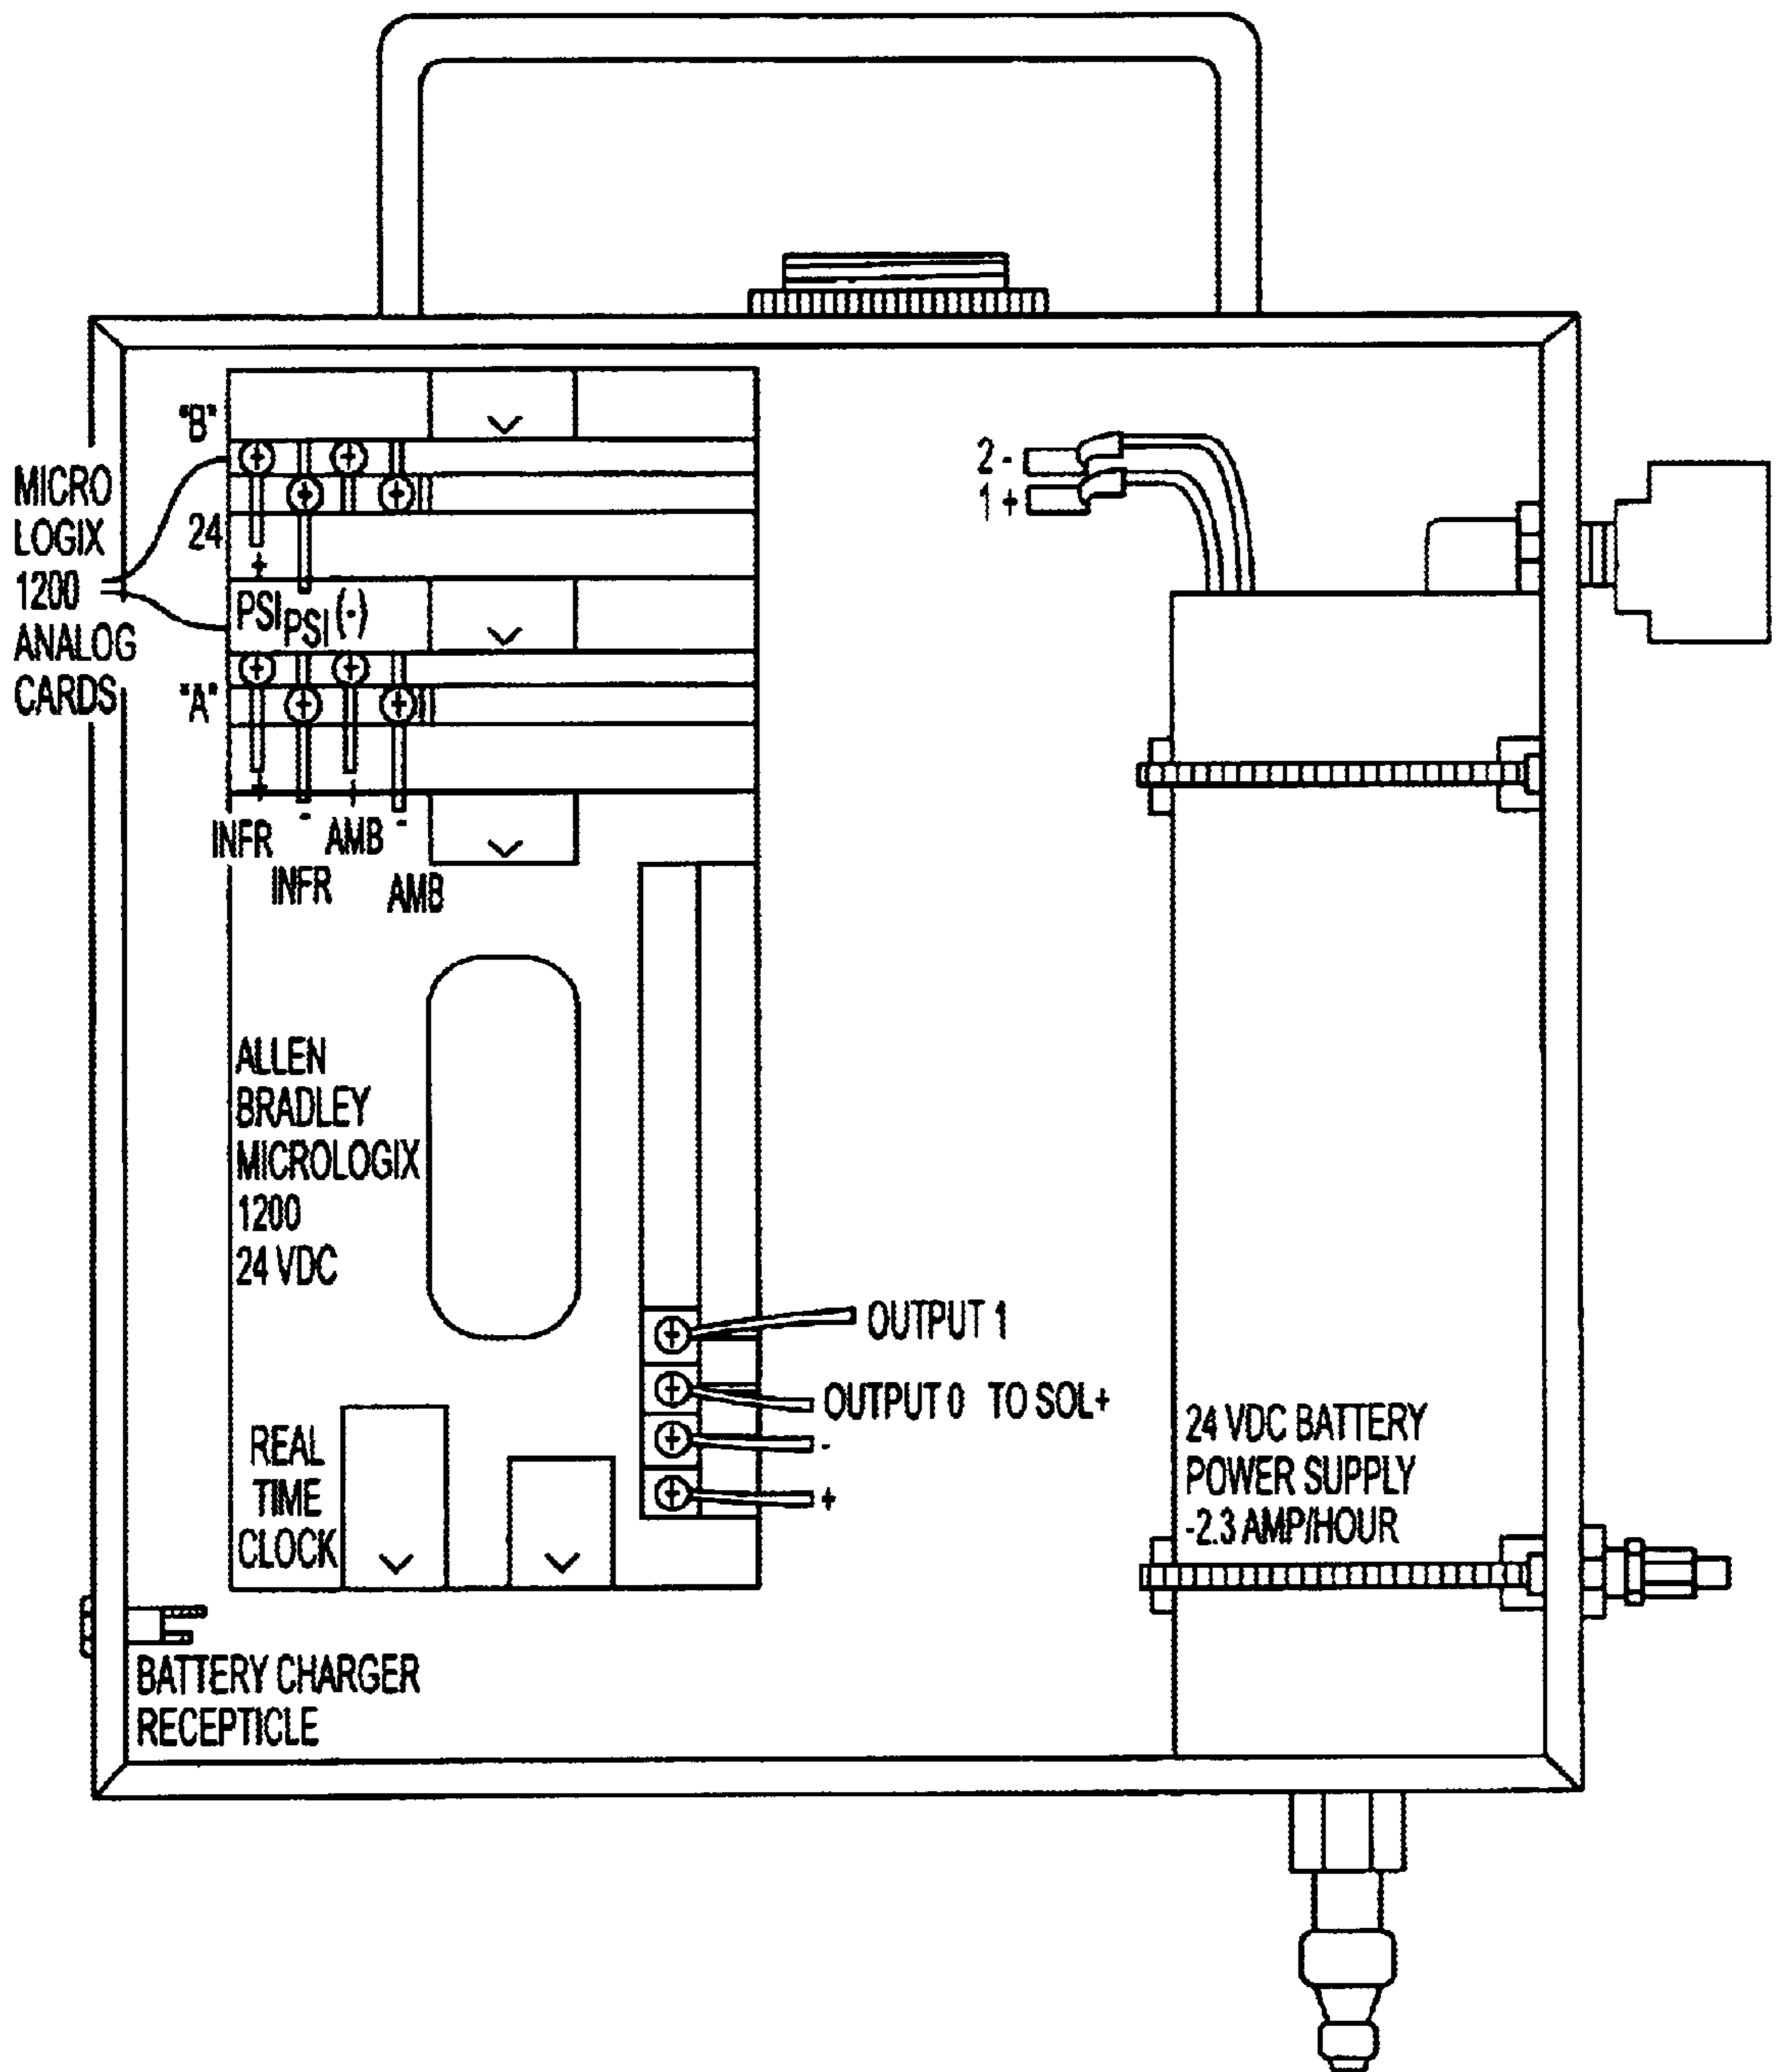 "B"
MICRO
LOGIX
1200
ANALOG
CARDS
24
+
PSI PSI (-)
"A"
+ - + -
INFR AMB
INFR AMB
2 -
1 +
ALLEN
BRADLEY
MICROLOGIX
1200
24 VDC
OUTPUT 1
OUTPUT 0 TO SOL+
-
+
REAL
TIME
CLOCK
24 VDC BATTERY
POWER SUPPLY
-2.3 AMP/HOUR
BATTERY CHARGER
RECEPTICLE